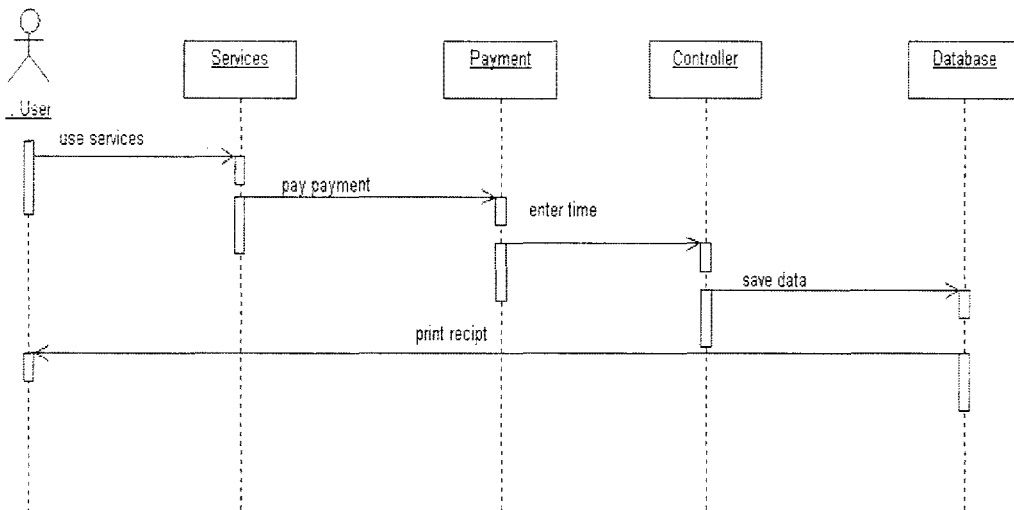 Services
Payment
Controller
Database
: User
use services
pay payment
enter time
save data
print recipt